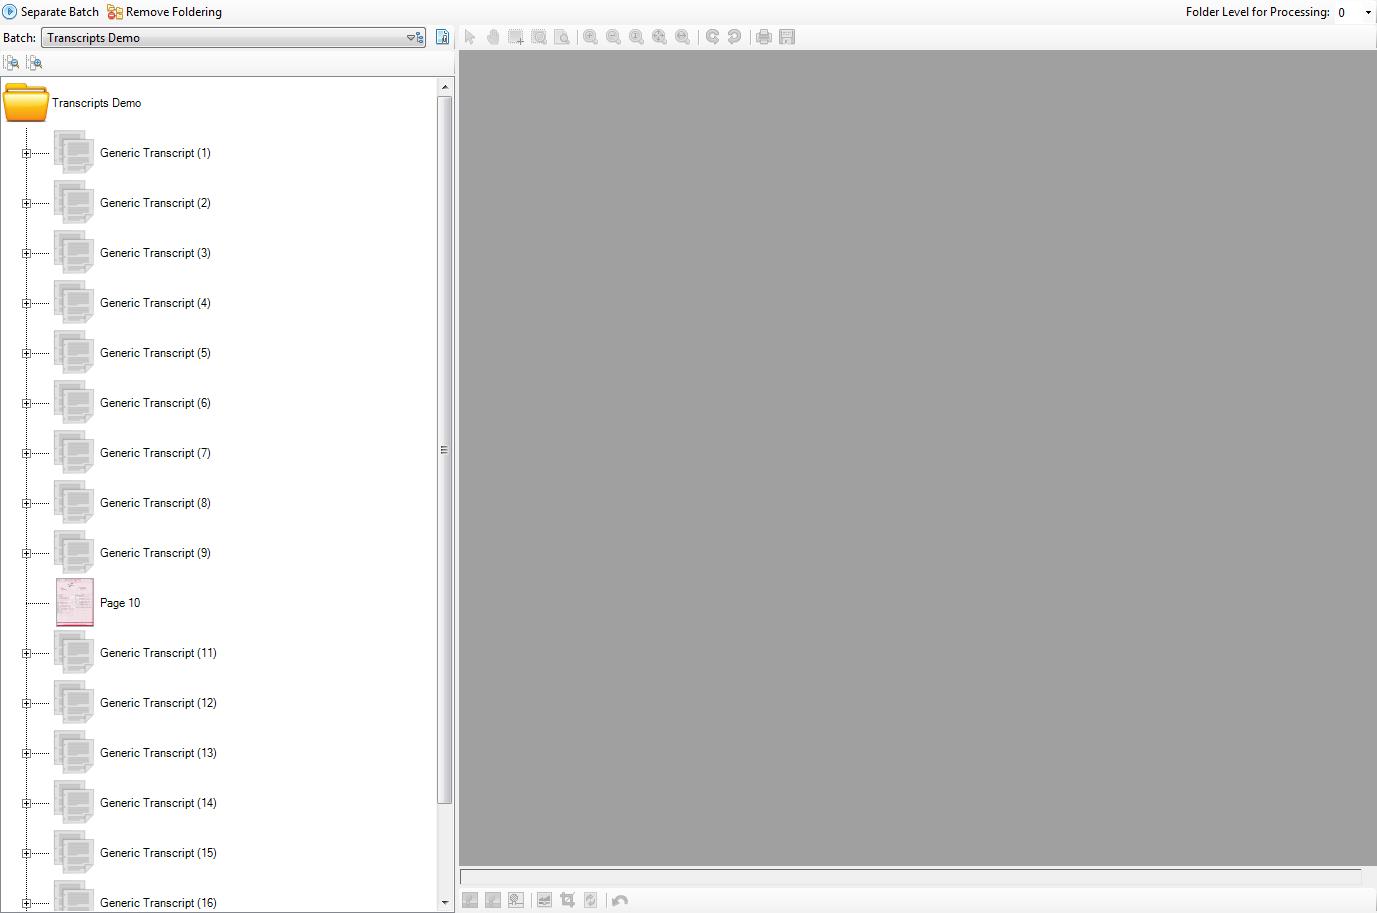 Separate Batch Remove Foldering Folder Level for Processing: 0
Batch: Transcripts Demo
Transcripts Demo
Generic Transcript (1)
Generic Transcript (2)
Generic Transcript (3)
Generic Transcript (4)
Generic Transcript (5)
Generic Transcript (6)
Generic Transcript (7)
Generic Transcript (8)
Generic Transcript (9)
Page 10
Generic Transcript (11)
Generic Transcript (12)
Generic Transcript (13)
Generic Transcript (14)
Generic Transcript (15)
Generic Transcript (16)